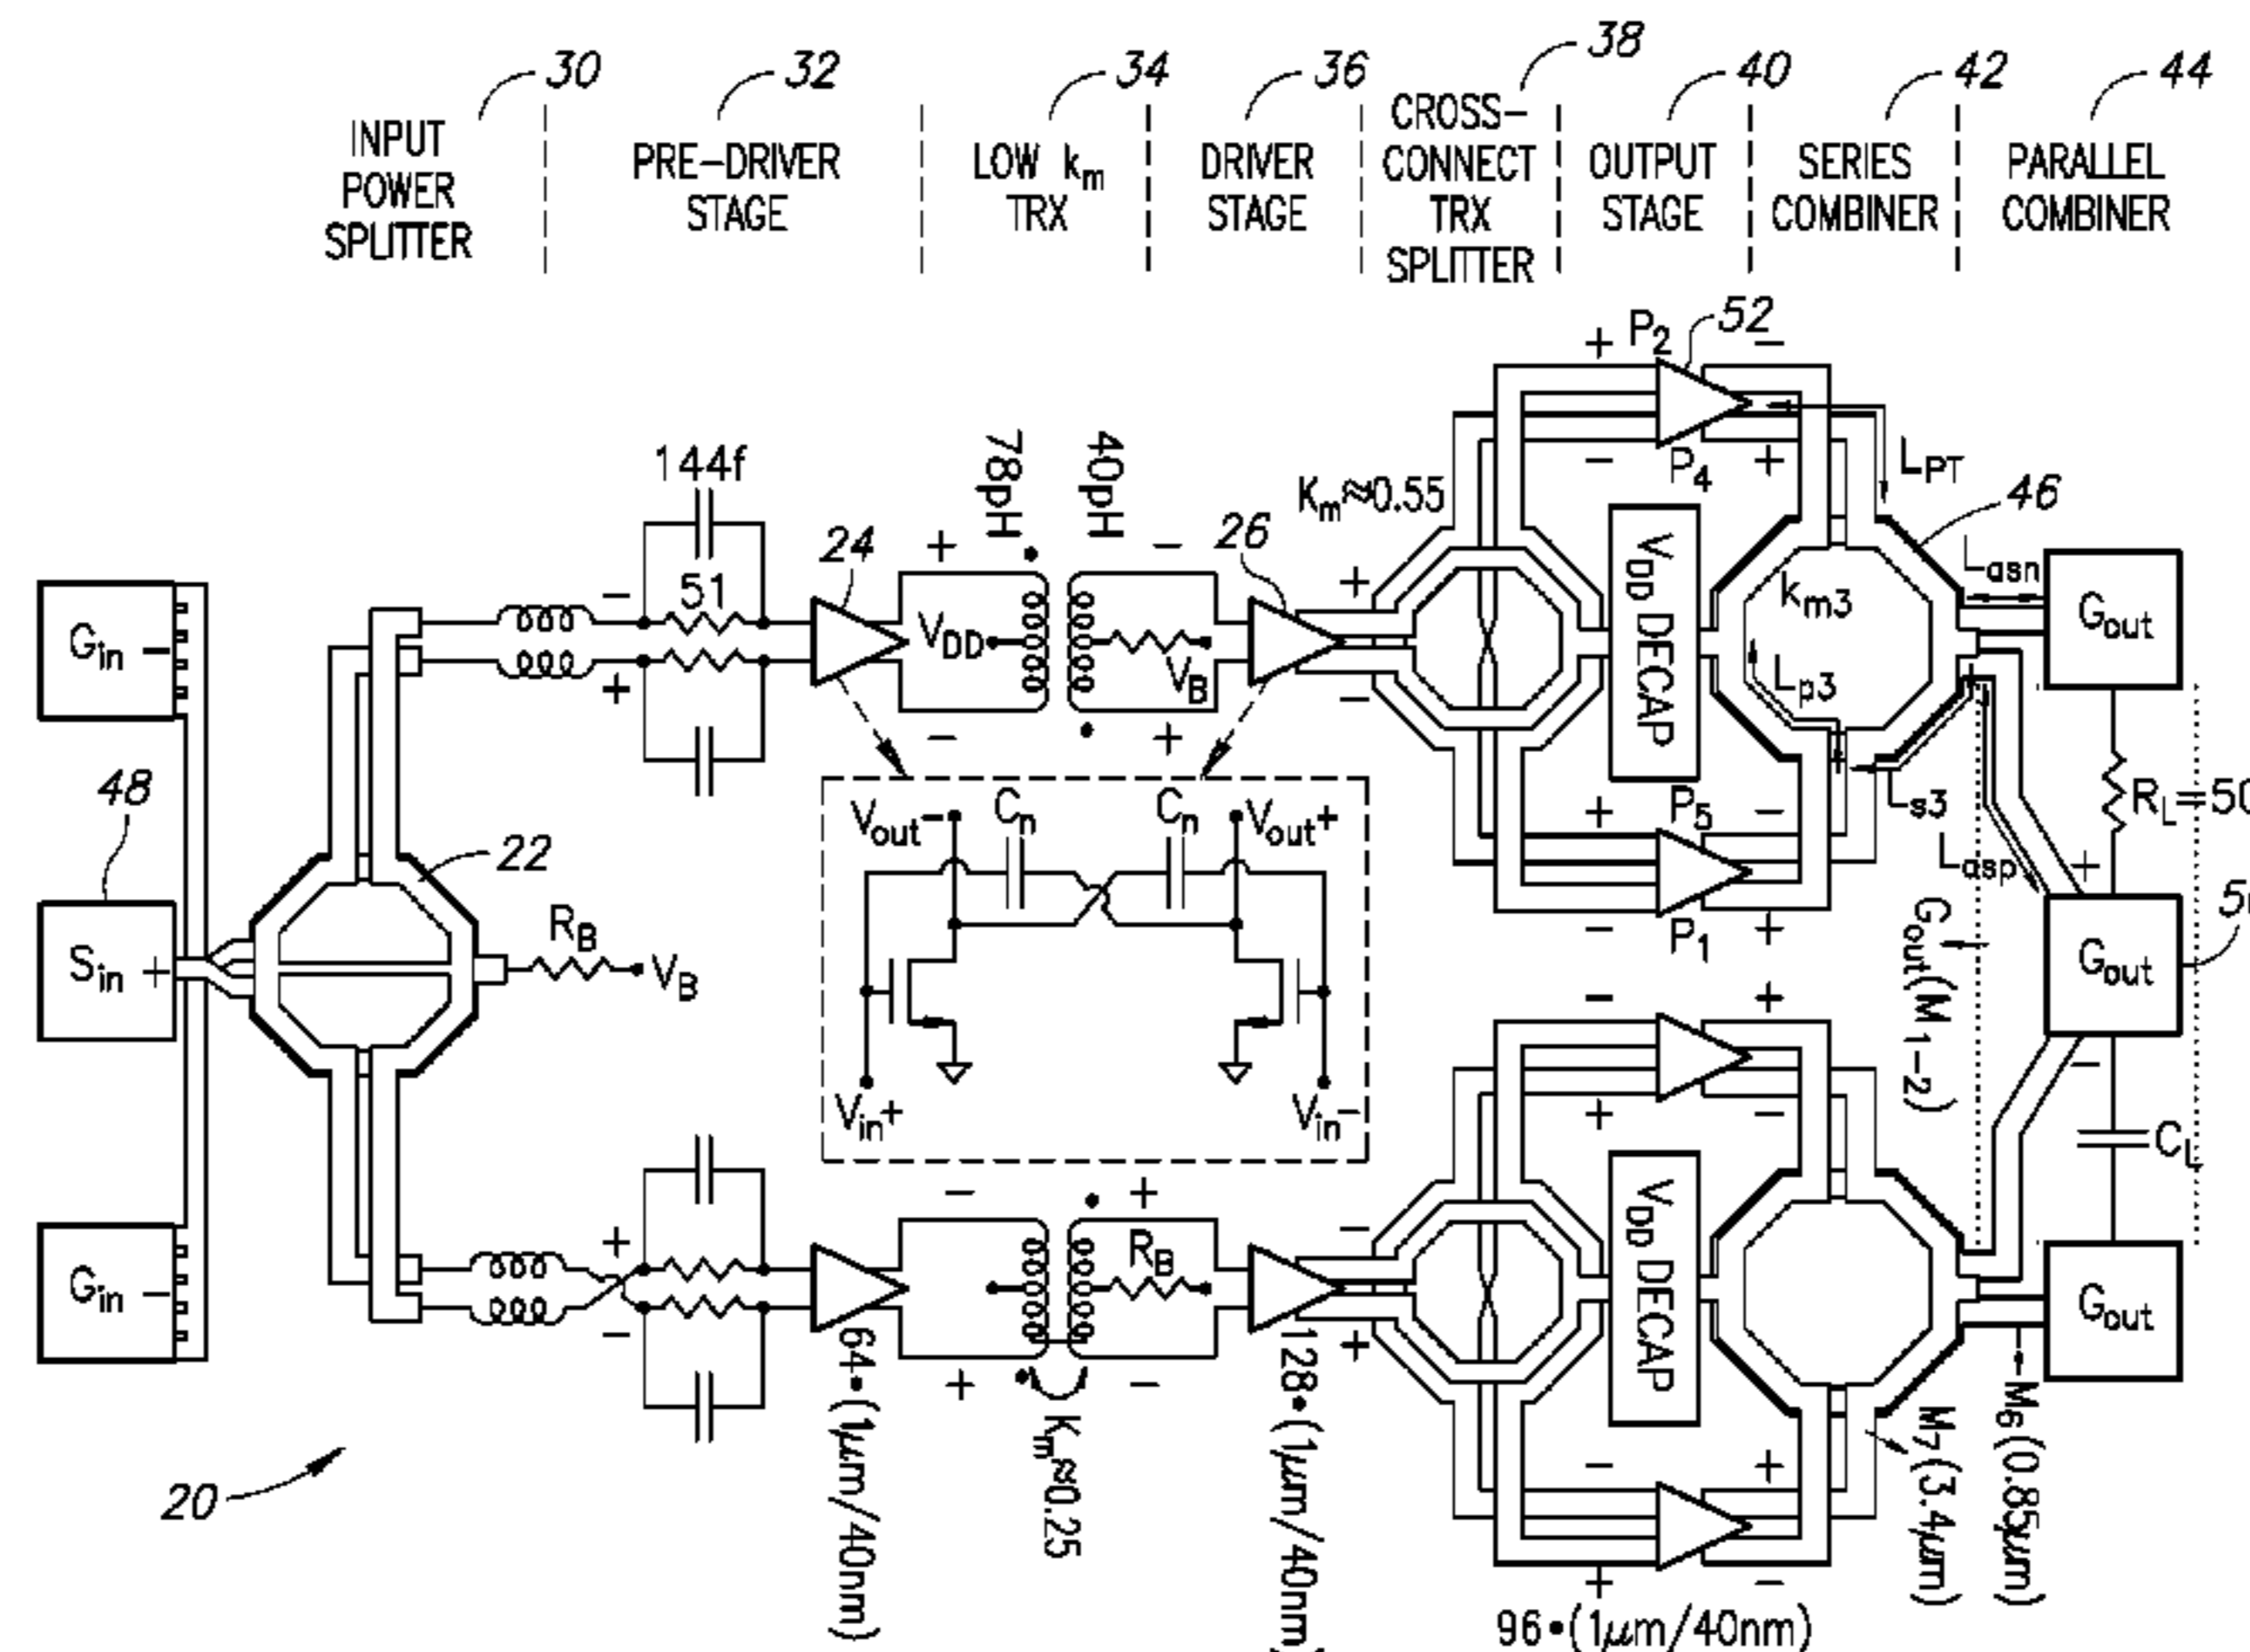 30
32
34
36
38
40
42
44
INPUT
POWER
SPLITTER
PRE-DRIVER
STAGE
LOW km
TRX
DRIVER
STAGE
CROSS-
CONNECT
TRX
SPLITTER
OUTPUT
STAGE
SERIES
COMBINER
PARALLEL
COMBINER
+ P2 −
52
− P4 +
LPT
46
144f
51
78pH
40pH
Km≈0.55
24
26
+ −
− +
VDD
VB
VDD DECAP
km3
Lp3
Lasn
Gout
Gin −
− +
+ −
− +
RL=50
Ls3
Lasp
+ P5 −
P1 +
48
22
Vout−
Cn
Cn
Vout+
Sin +
RB
VB
Gout(M1-2)
+
Gout
−
Vin+
Vin−
− +
+ −
CL
Gin −
+
−
− +
RB
+ −
−
+
VDD DECAP
Gout
Km≈0.25
64•(1μm/40nm)
128•(1μm/40nm)
− +
+ −
96•(1μm/40nm)
M7(3.4μm)
M6(0.85μm)
20